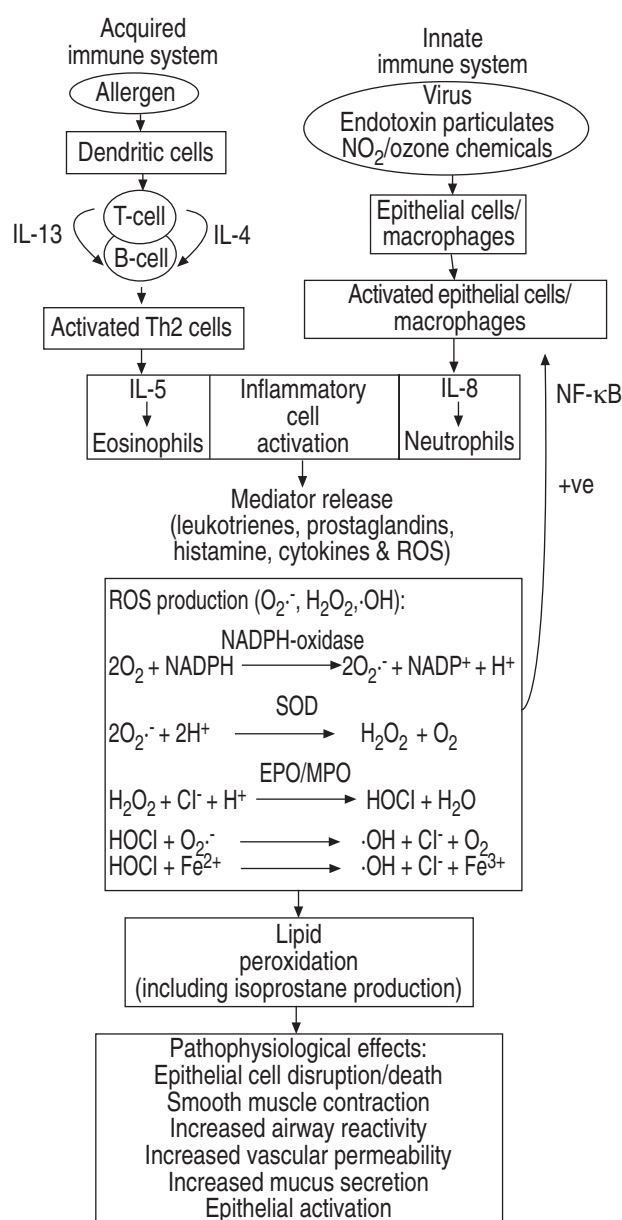 Acquired
immune system
Allergen
Dendritic cells
IL-13
T-cell
B-cell
IL-4
Activated Th2 cells
Innate
immune system
Virus
Endotoxin particulates
NO₂/ozone chemicals
Epithelial cells/
macrophages
Activated epithelial cells/
macrophages
IL-5
Eosinophils
Inflammatory
cell
activation
IL-8
Neutrophils
NF-κB
+ve
Mediator release
(leukotrienes, prostaglandins,
histamine, cytokines & ROS)
ROS production (O₂·⁻, H₂O₂,·OH):
NADPH-oxidase
2O₂ + NADPH → 2O₂·⁻ + NADP⁺ + H⁺
SOD
2O₂·⁻ + 2H⁺ → H₂O₂ + O₂
EPO/MPO
H₂O₂ + Cl⁻ + H⁺ → HOCl + H₂O
HOCl + O₂·⁻ → ·OH + Cl⁻ + O₂
HOCl + Fe²⁺ → ·OH + Cl⁻ + Fe³⁺
Lipid
peroxidation
(including isoprostane production)
Pathophysiological effects:
Epithelial cell disruption/death
Smooth muscle contraction
Increased airway reactivity
Increased vascular permeability
Increased mucus secretion
Epithelial activation